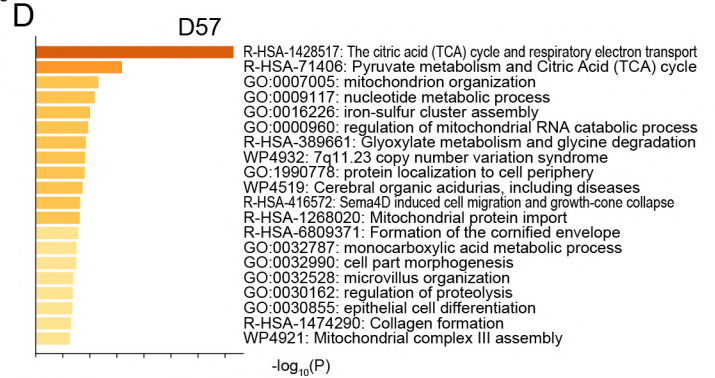 D
D57
R-HSA-1428517: The citric acid (TCA) cycle and respiratory electron transport
R-HSA-71406: Pyruvate metabolism and Citric Acid (TCA) cycle
GO:0007005: mitochondrion organization
GO:0009117: nucleotide metabolic process
GO:0016226: iron-sulfur cluster assembly
GO:0000960: regulation of mitochondrial RNA catabolic process
R-HSA-389661: Glyoxylate metabolism and glycine degradation
WP4932: 7q11.23 copy number variation syndrome
GO:1990778: protein localization to cell periphery
WP4519: Cerebral organic acidurias, including diseases
R-HSA-416572: Sema4D induced cell migration and growth-cone collapse
R-HSA-1268020: Mitochondrial protein import
R-HSA-6809371: Formation of the cornified envelope
GO:0032787: monocarboxylic acid metabolic process
GO:0032990: cell part morphogenesis
GO:0032528: microvillus organization
GO:0030162: regulation of proteolysis
GO:0030855: epithelial cell differentiation
R-HSA-1474290: Collagen formation
WP4921: Mitochondrial complex III assembly
-log10(P)